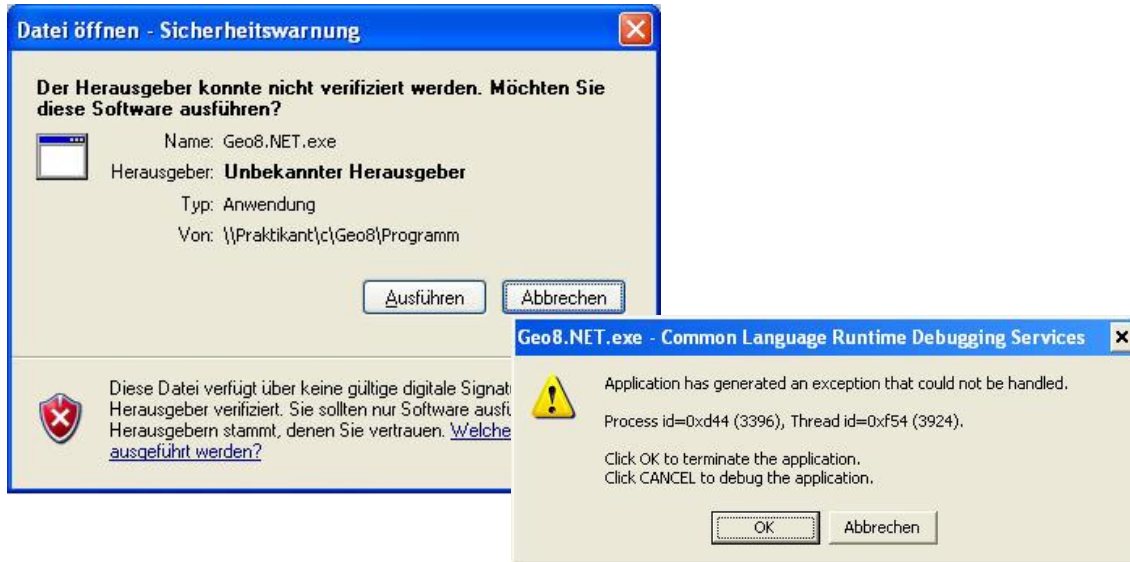 Datei öffnen - Sicherheitswarnung
Der Herausgeber konnte nicht verifiziert werden. Möchten Sie
diese Software ausführen?
Name: Geo8.NET.exe
Herausgeber: Unbekannter Herausgeber
Typ: Anwendung
Von: \\Praktikant\c\Geo8\Programm
Ausführen Abbrechen
Diese Datei verfügt über keine gültige digitale
Herausgeber verifiziert. Sie sollten nur Software
Herausgebern stammt, denen Sie vertrauen. Welche
ausgeführt werden?
Geo8.NET.exe - Common Language Runtime Debugging Services
Application has generated an exception that could not be handled.
Process id=0xd44 (3396), Thread id=0xf54 (3924).
Click OK to terminate the application.
Click CANCEL to debug the application.
OK Abbrechen